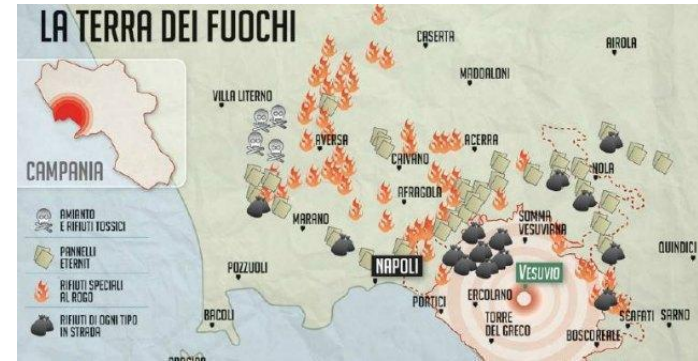 LA TERRA DEI FUOCHI
CASERTA
AIROLA
MADDALONI
VILLA LITERNO
AVERSA
ACERRA
CAIVANO
NOLA
CAMPANIA
AFRAGOLA
MARANO
SOMMA
VESUVIANA
AMIANTO
E RIFIUTI TOSSICI
PANNELLI
ETERNIT
RIFIUTI SPECIALI
AL ROGO
RIFIUTI DI OGNI TIPO
IN STRADA
QUINDICI
POZZUOLI
NAPOLI
VESUVIO
PORTICI
ERCOLANO
BACOLI
TORRE
DEL GRECO
SCAFATI
SARNO
BOSCOREALE